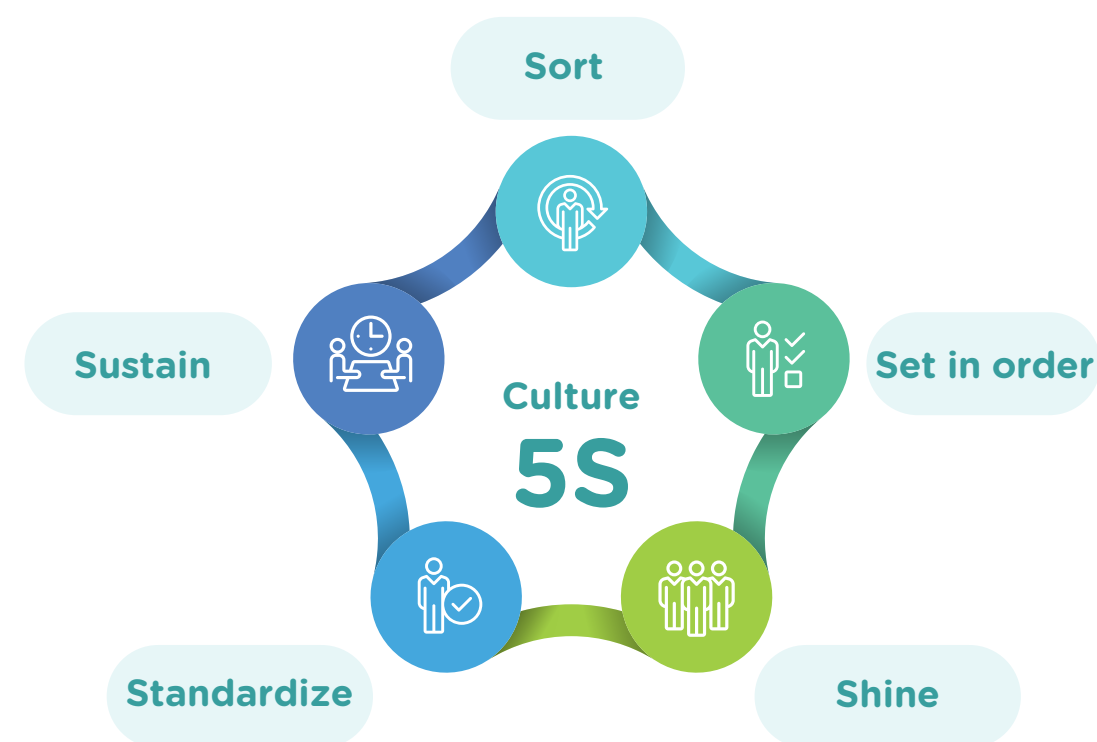 Sort
Sustain
Set in order
Culture
5S
Standardize
Shine